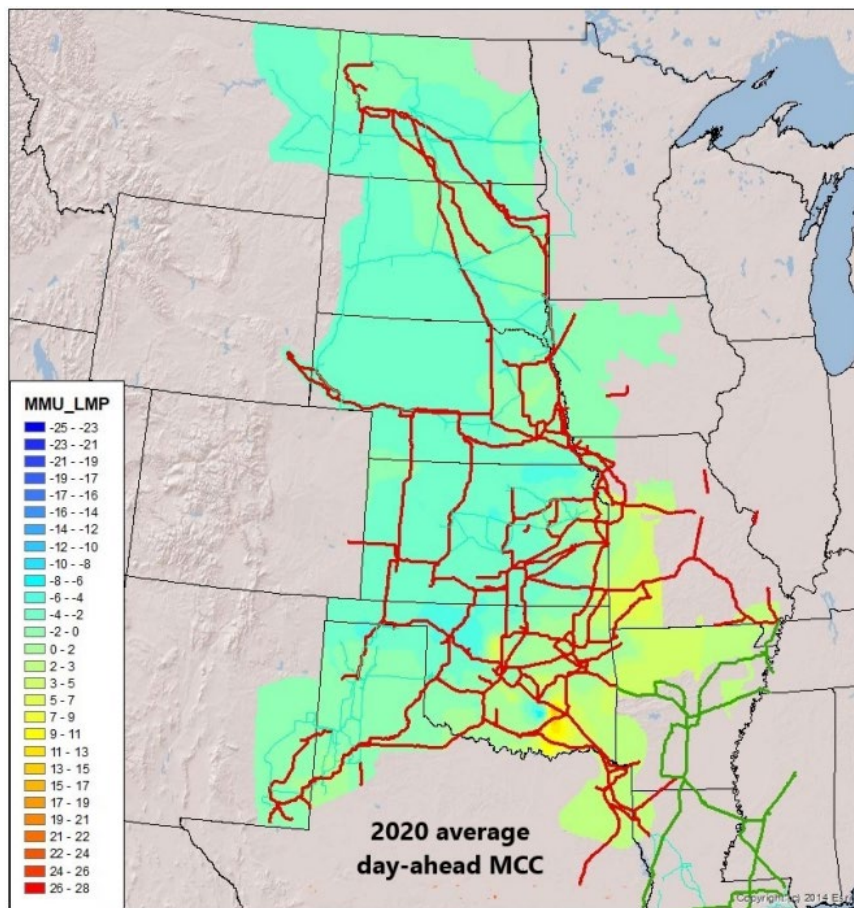 MMU_LMP
-25 - -23
-23 - -21
-21 - -19
-19 - -17
-17 - -16
-16 - -14
-14 - -12
-12 - -10
-10 - -8
-8 - -6
-6 - -4
-4 - -2
-2 - 0
0 - 2
2 - 3
3 - 5
5 - 7
7 - 9
9 - 11
11 - 13
13 - 15
15 - 17
17 - 19
19 - 21
21 - 22
22 - 24
24 - 26
26 - 28
2020 average
day-ahead MCC
Copyright:(c) 2014 Esri